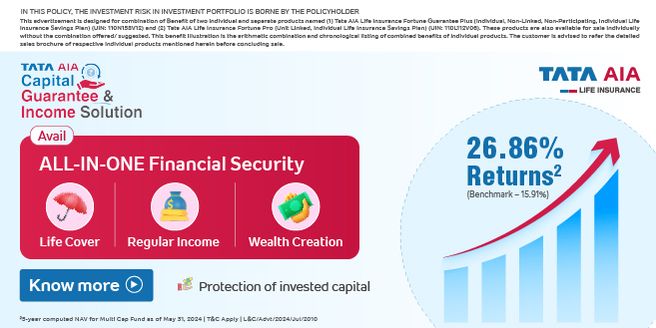 IN THIS POLICY, THE INVESTMENT RISK IN INVESTMENT PORTFOLIO IS BORNE BY THE POLICYHOLDER
This advertisement is designed for combination of Benefit of two individual and seperate products named (1) Tata AIA Life Insurance Fortune Guarantee Plus (Individual, Non-Linked, Non-Participating, Individual Life
Insurance Savings Plan) (UIN: 110N158V12) and (2) Tata AIA Life Insurance Fortune Pro (Unit Linked, Individual Life Insurance Savings Plan) (UIN: 110L112V06). These products are also available for sale individually
without the combination offered/ suggested. This benefit illustration is the arithmetic combination and chronological listing of combined benefits of individual products. The customer is advised to refer the detailed
sales brochure of respective individual products mentioned herein before concluding sale.
TATA AIA
Capital
Guarantee &
Income Solution
TATA AIA
LIFE INSURANCE
Avail
ALL-IN-ONE Financial Security
Life Cover
Regular Income
Wealth Creation
26.86%
Returns²
(Benchmark – 15.91%)
Know more
Protection of invested capital
²5-year computed NAV for Multi Cap Fund as of May 31, 2024 | T&C Apply | L&C/Advt/2024/Jul/2010